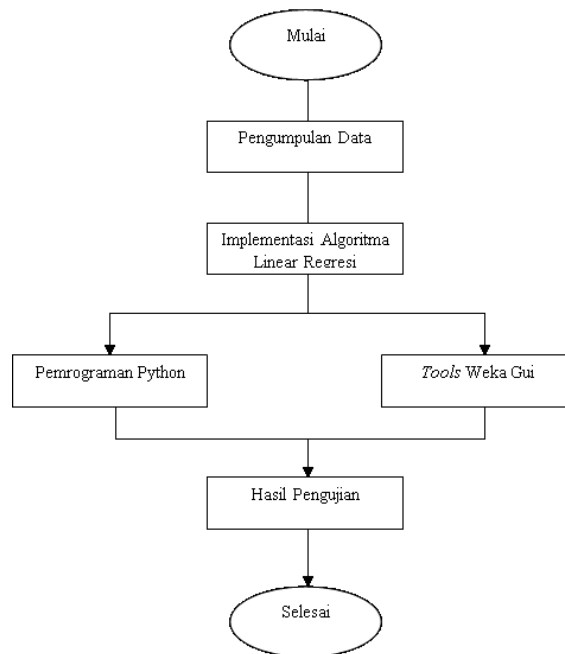 Mulai
Pengumpulan Data
Implementasi Algoritma
Linear Regresi
Pemrograman Python
Tools Weka Gui
Hasil Pengujian
Selesai